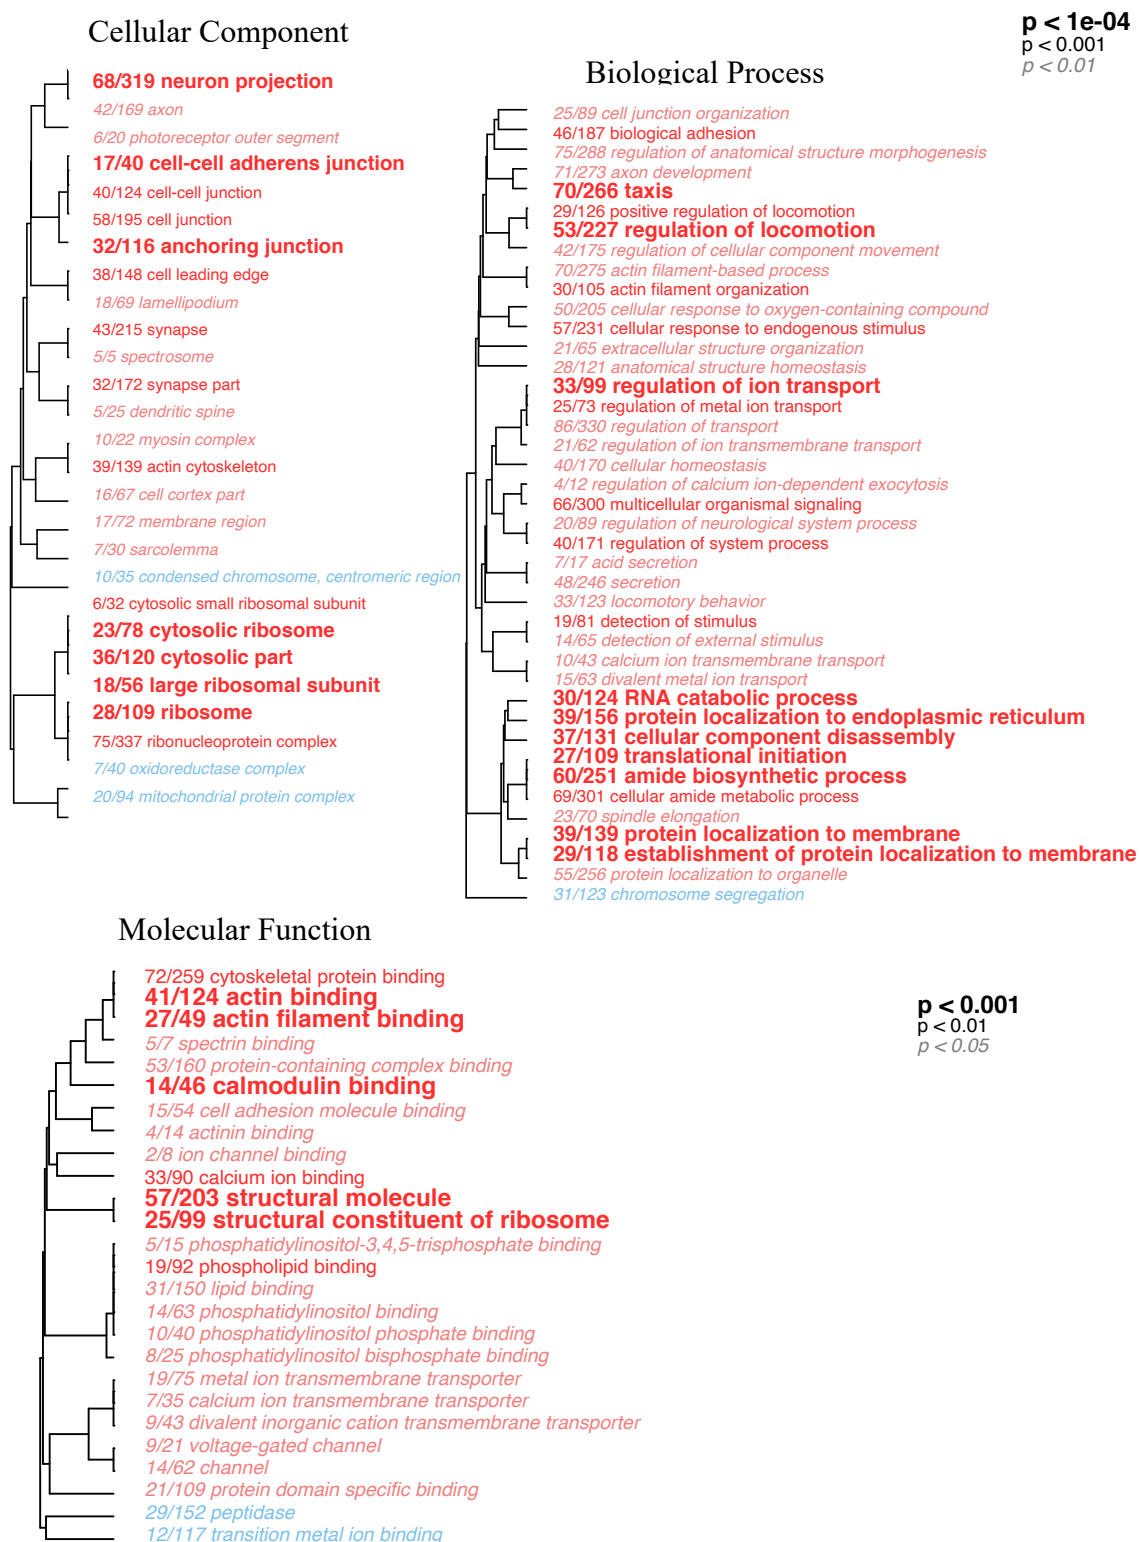 Cellular Component
68/319 neuron projection
42/169 axon
6/20 photoreceptor outer segment
17/40 cell-cell adherens junction
40/124 cell-cell junction
58/195 cell junction
32/116 anchoring junction
38/148 cell leading edge
18/69 lamellipodium
43/215 synapse
5/5 spectrosome
32/172 synapse part
5/25 dendritic spine
10/22 myosin complex
39/139 actin cytoskeleton
16/67 cell cortex part
17/72 membrane region
7/30 sarcolemma
10/35 condensed chromosome, centromeric region
6/32 cytosolic small ribosomal subunit
23/78 cytosolic ribosome
36/120 cytosolic part
18/56 large ribosomal subunit
28/109 ribosome
75/337 ribonucleoprotein complex
7/40 oxidoreductase complex
20/94 mitochondrial protein complex
p < 1e-04
p < 0.001
p < 0.01
Biological Process
25/89 cell junction organization
46/187 biological adhesion
75/288 regulation of anatomical structure morphogenesis
71/273 axon development
70/266 taxis
29/126 positive regulation of locomotion
53/227 regulation of locomotion
42/175 regulation of cellular component movement
70/275 actin filament-based process
30/105 actin filament organization
50/205 cellular response to oxygen-containing compound
57/231 cellular response to endogenous stimulus
21/65 extracellular structure organization
28/121 anatomical structure homeostasis
33/99 regulation of ion transport
25/73 regulation of metal ion transport
86/330 regulation of transport
21/62 regulation of ion transmembrane transport
40/170 cellular homeostasis
4/12 regulation of calcium ion-dependent exocytosis
66/300 multicellular organismal signaling
20/89 regulation of neurological system process
40/171 regulation of system process
7/17 acid secretion
48/246 secretion
33/123 locomotory behavior
19/81 detection of stimulus
14/65 detection of external stimulus
10/43 calcium ion transmembrane transport
15/63 divalent metal ion transport
30/124 RNA catabolic process
39/156 protein localization to endoplasmic reticulum
37/131 cellular component disassembly
27/109 translational initiation
60/251 amide biosynthetic process
69/301 cellular amide metabolic process
23/70 spindle elongation
39/139 protein localization to membrane
29/118 establishment of protein localization to membrane
55/256 protein localization to organelle
31/123 chromosome segregation
Molecular Function
72/259 cytoskeletal protein binding
41/124 actin binding
27/49 actin filament binding
5/7 spectrin binding
53/160 protein-containing complex binding
14/46 calmodulin binding
15/54 cell adhesion molecule binding
4/14 actinin binding
2/8 ion channel binding
33/90 calcium ion binding
57/203 structural molecule
25/99 structural constituent of ribosome
5/15 phosphatidylinositol-3,4,5-trisphosphate binding
19/92 phospholipid binding
31/150 lipid binding
14/63 phosphatidylinositol binding
10/40 phosphatidylinositol phosphate binding
8/25 phosphatidylinositol bisphosphate binding
19/75 metal ion transmembrane transporter
7/35 calcium ion transmembrane transporter
9/43 divalent inorganic cation transmembrane transporter
9/21 voltage-gated channel
14/62 channel
21/109 protein domain specific binding
29/152 peptidase
12/117 transition metal ion binding
p < 0.001
p < 0.01
p < 0.05